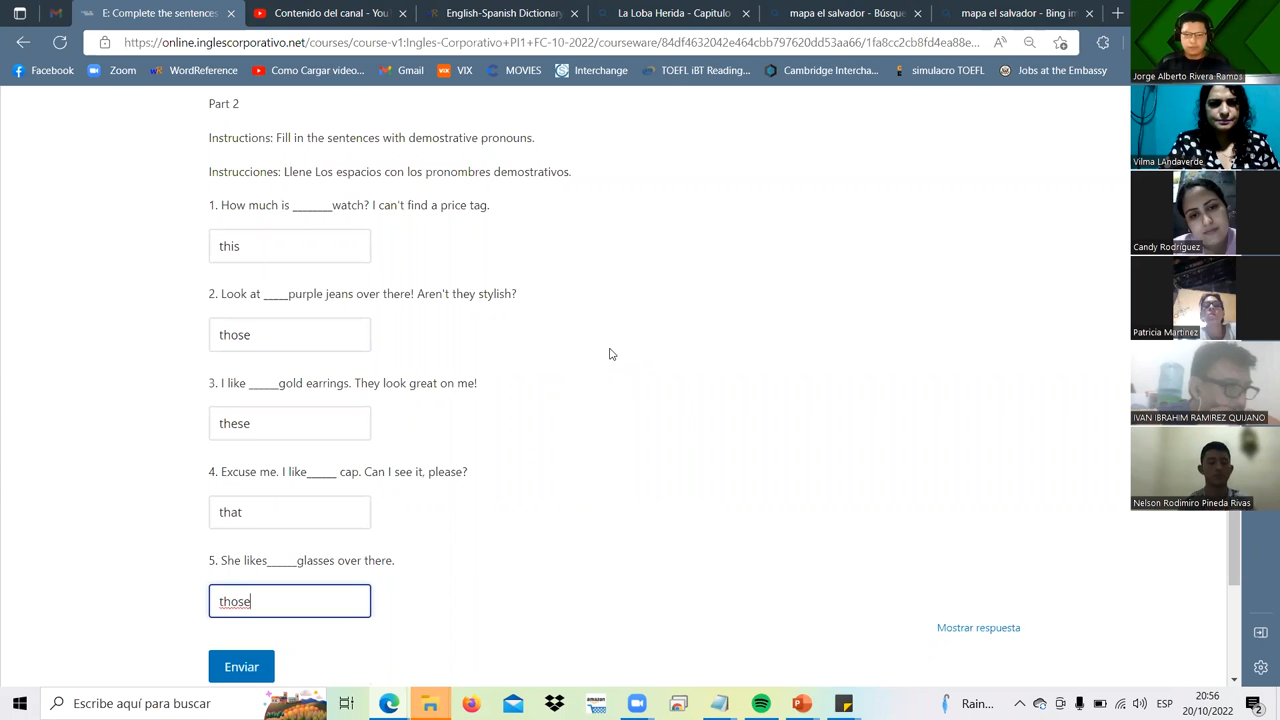 E: Complete the sentences
Contenido del canal - You
English-Spanish Dictionary
La Loba Herida - Capitulo
mapa el salvador - Búsque
mapa el salvador - Bing im
https://online.inglescorporativo.net/courses/course-v1:Ingles-Corporativo+PI1+FC-10-2022/courseware/84df4632042e464cbb797620dd53aa66/1fa8cc2cb8fd4ea88e...
Facebook
Zoom
WordReference
Como Cargar video...
Gmail
VIX
MOVIES
Interchange
TOEFL iBT Reading...
Cambridge Intercha...
simulacro TOEFL
Jobs at the Embassy
Part 2
Instructions: Fill in the sentences with demostrative pronouns.
Instrucciones: Llene Los espacios con los pronombres demostrativos.
1. How much is _______watch? I can't find a price tag.
this
2. Look at ____purple jeans over there! Aren't they stylish?
those
3. I like _____gold earrings. They look great on me!
these
4. Excuse me. I like_____ cap. Can I see it, please?
that
5. She likes_____glasses over there.
those
Mostrar respuesta
Enviar
Jorge Alberto Rivera Ramos
Vilma LAndaverde
Candy Rodriguez
Patricia Martinez
IVAN IBRAHIM RAMIREZ QUIJANO
Nelson Rodimiro Pineda Rivas
Escribe aquí para buscar
amazon
Rain...
ESP
20:56
20/10/2022
2